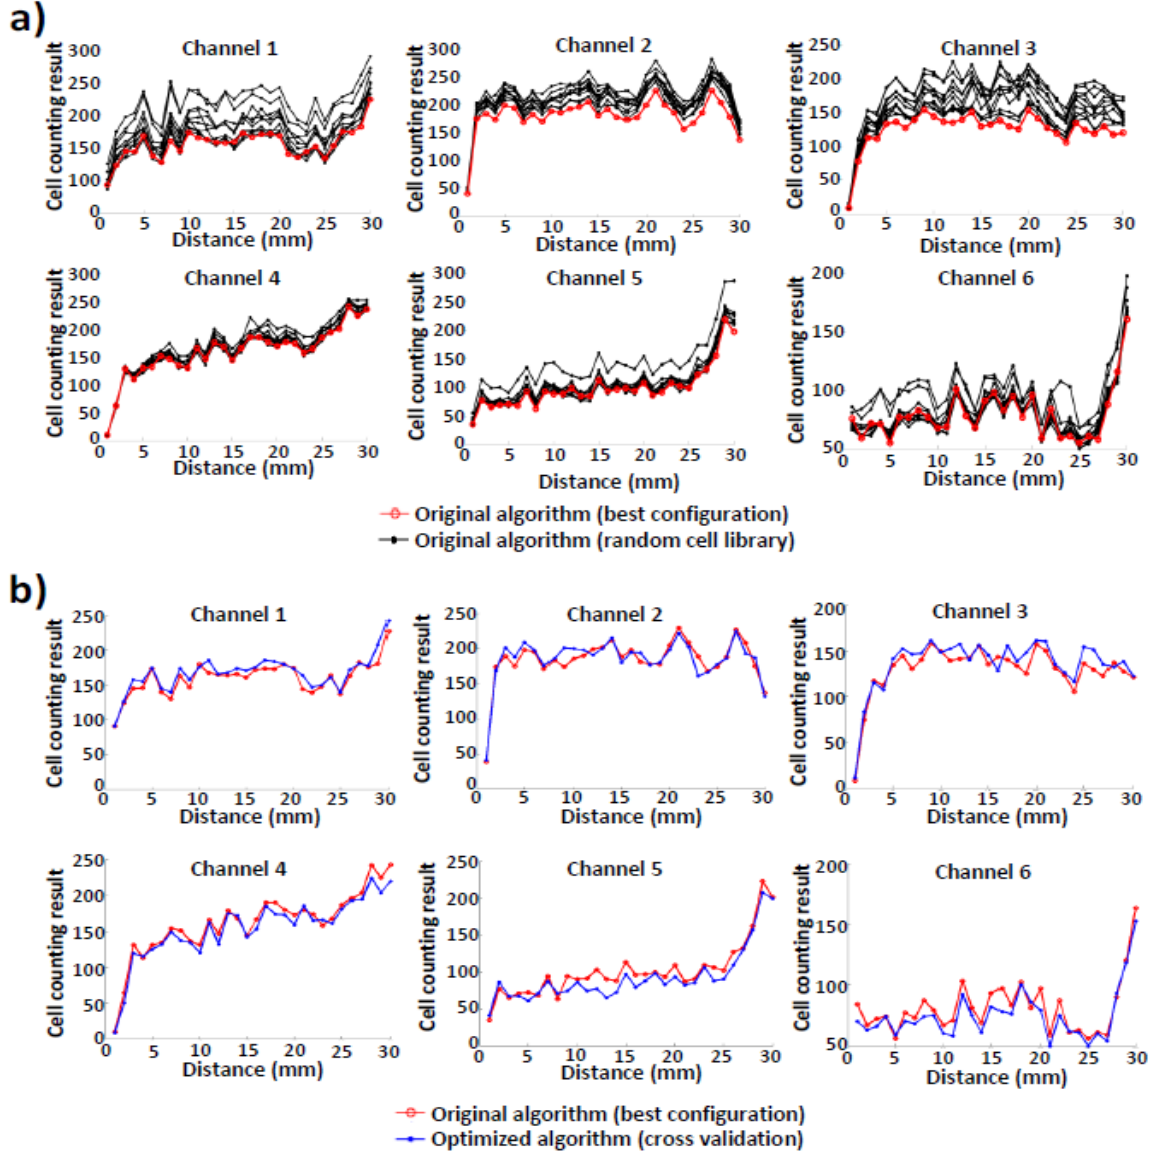 a)
Channel 1
Cell counting result
300
250
200
150
100
50
0
0 5 10 15 20 25 30
Distance (mm)
Channel 2
Cell counting result
300
250
200
150
100
50
0
0 5 10 15 20 25 30
Distance (mm)
Channel 3
Cell counting result
250
200
150
100
50
0
0 5 10 15 20 25 30
Distance (mm)
Channel 4
Cell counting result
300
250
200
150
100
50
0
0 5 10 15 20 25 30
Distance (mm)
Channel 5
Cell counting result
300
250
200
150
100
50
0
0 5 10 15 20 25 30
Distance (mm)
Channel 6
Cell counting result
200
150
100
50
0 5 10 15 20 25 30
Distance (mm)
Original algorithm (best configuration)
Original algorithm (random cell library)
b)
Channel 1
Cell counting result
250
200
150
100
50
0
0 5 10 15 20 25 30
Distance (mm)
Channel 2
Cell counting result
250
200
150
100
50
0
0 5 10 15 20 25 30
Distance (mm)
Channel 3
Cell counting result
200
150
100
50
0
0 5 10 15 20 25 30
Distance (mm)
Channel 4
Cell counting result
250
200
150
100
50
0
0 5 10 15 20 25 30
Distance (mm)
Channel 5
Cell counting result
250
200
150
100
50
0
0 5 10 15 20 25 30
Distance (mm)
Channel 6
Cell counting result
200
150
100
50
0 5 10 15 20 25 30
Distance (mm)
Original algorithm (best configuration)
Optimized algorithm (cross validation)